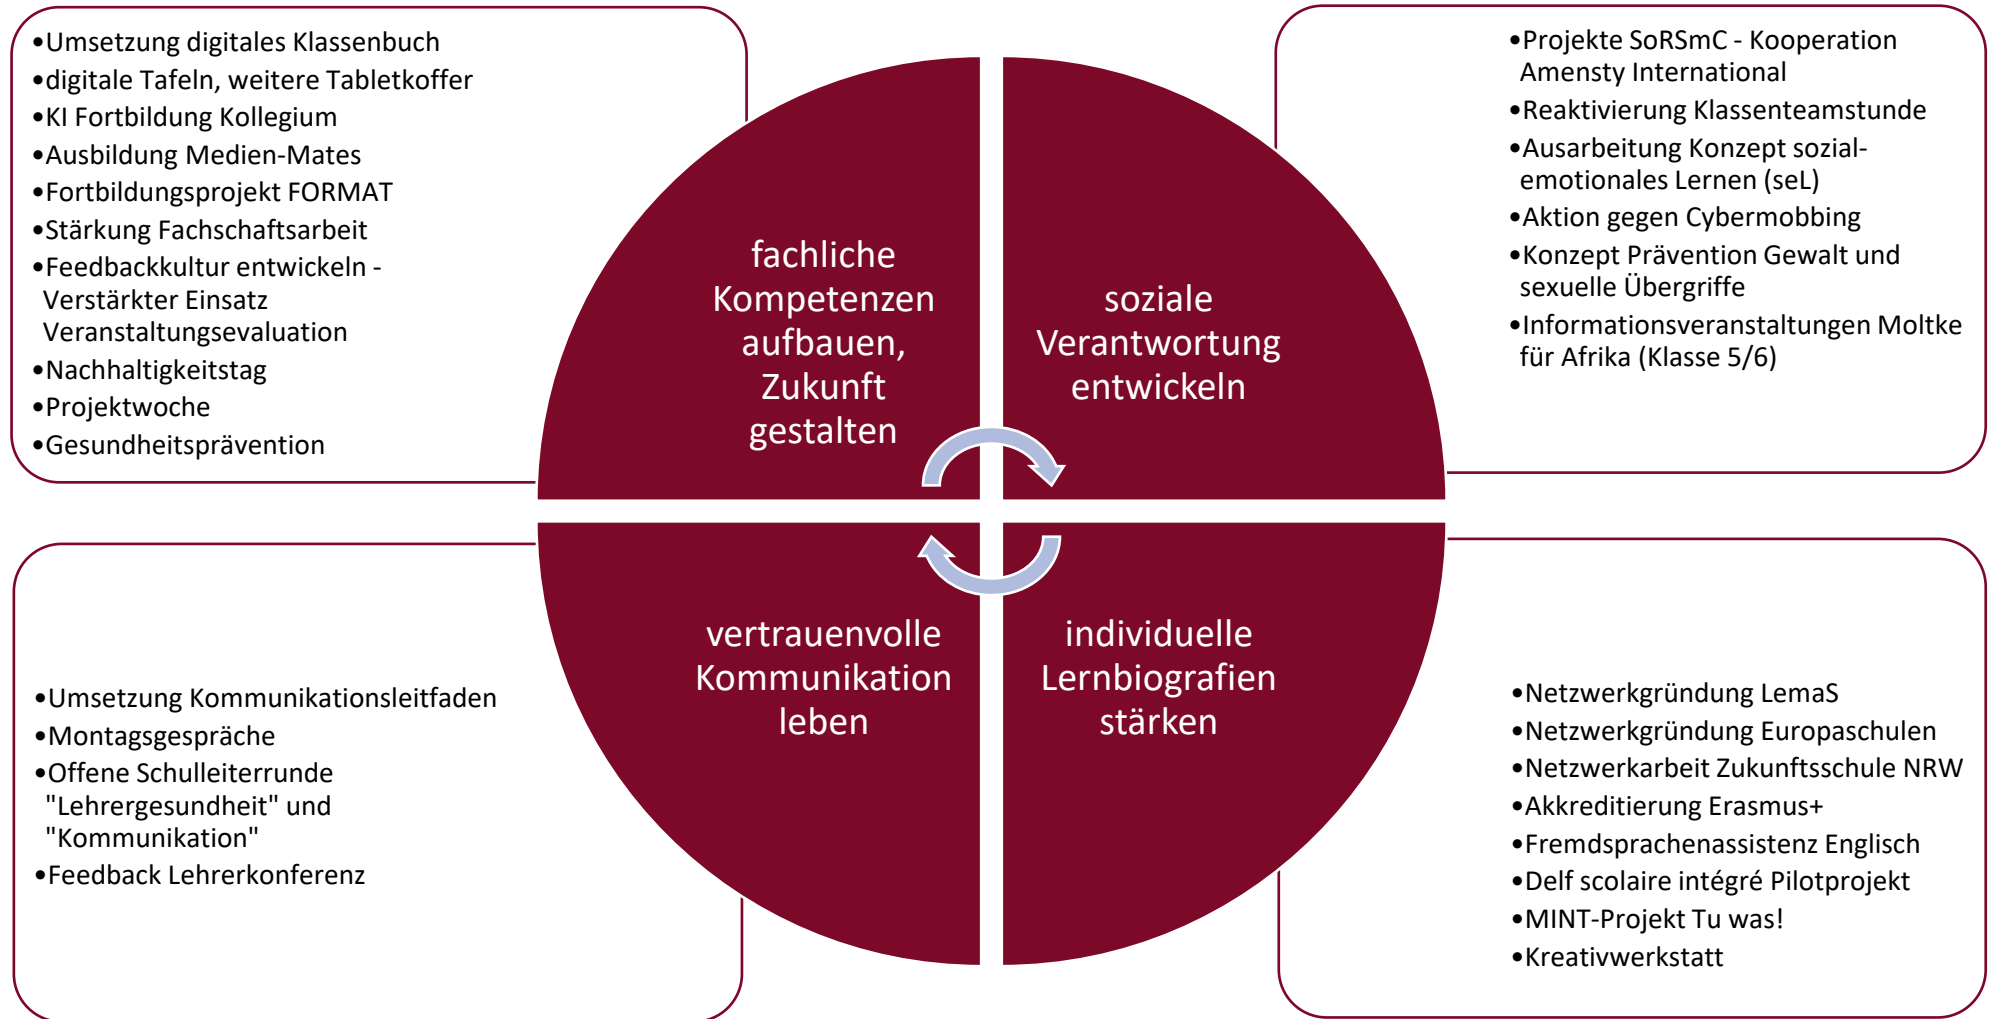 •Umsetzung digitales Klassenbuch
•digitale Tafeln, weitere Tabletkoffer
•KI Fortbildung Kollegium
•Ausbildung Medien-Mates
•Fortbildungsprojekt FORMAT
•Stärkung Fachschaftsarbeit
•Feedbackkultur entwickeln -
Verstärkter Einsatz
Veranstaltungsevaluation
•Nachhaltigkeitstag
•Projektwoche
•Gesundheitsprävention
fachliche
Kompetenzen
aufbauen,
Zukunft
gestalten
soziale
Verantwortung
entwickeln
•Projekte SoRSmC - Kooperation
Amensty International
•Reaktivierung Klassenteamstunde
•Ausarbeitung Konzept sozial-
emotionales Lernen (seL)
•Aktion gegen Cybermobbing
•Konzept Prävention Gewalt und
sexuelle Übergriffe
•Informationsveranstaltungen Moltke
für Afrika (Klasse 5/6)
•Umsetzung Kommunikationsleitfaden
•Montagsgespräche
•Offene Schulleiterrunde
"Lehrergesundheit" und
"Kommunikation"
•Feedback Lehrerkonferenz
vertrauenvolle
Kommunikation
leben
individuelle
Lernbiografien
stärken
•Netzwerkgründung LemaS
•Netzwerkgründung Europaschulen
•Netzwerkarbeit Zukunftsschule NRW
•Akkreditierung Erasmus+
•Fremdsprachenassistenz Englisch
•Delf scolaire intégré Pilotprojekt
•MINT-Projekt Tu was!
•Kreativwerkstatt